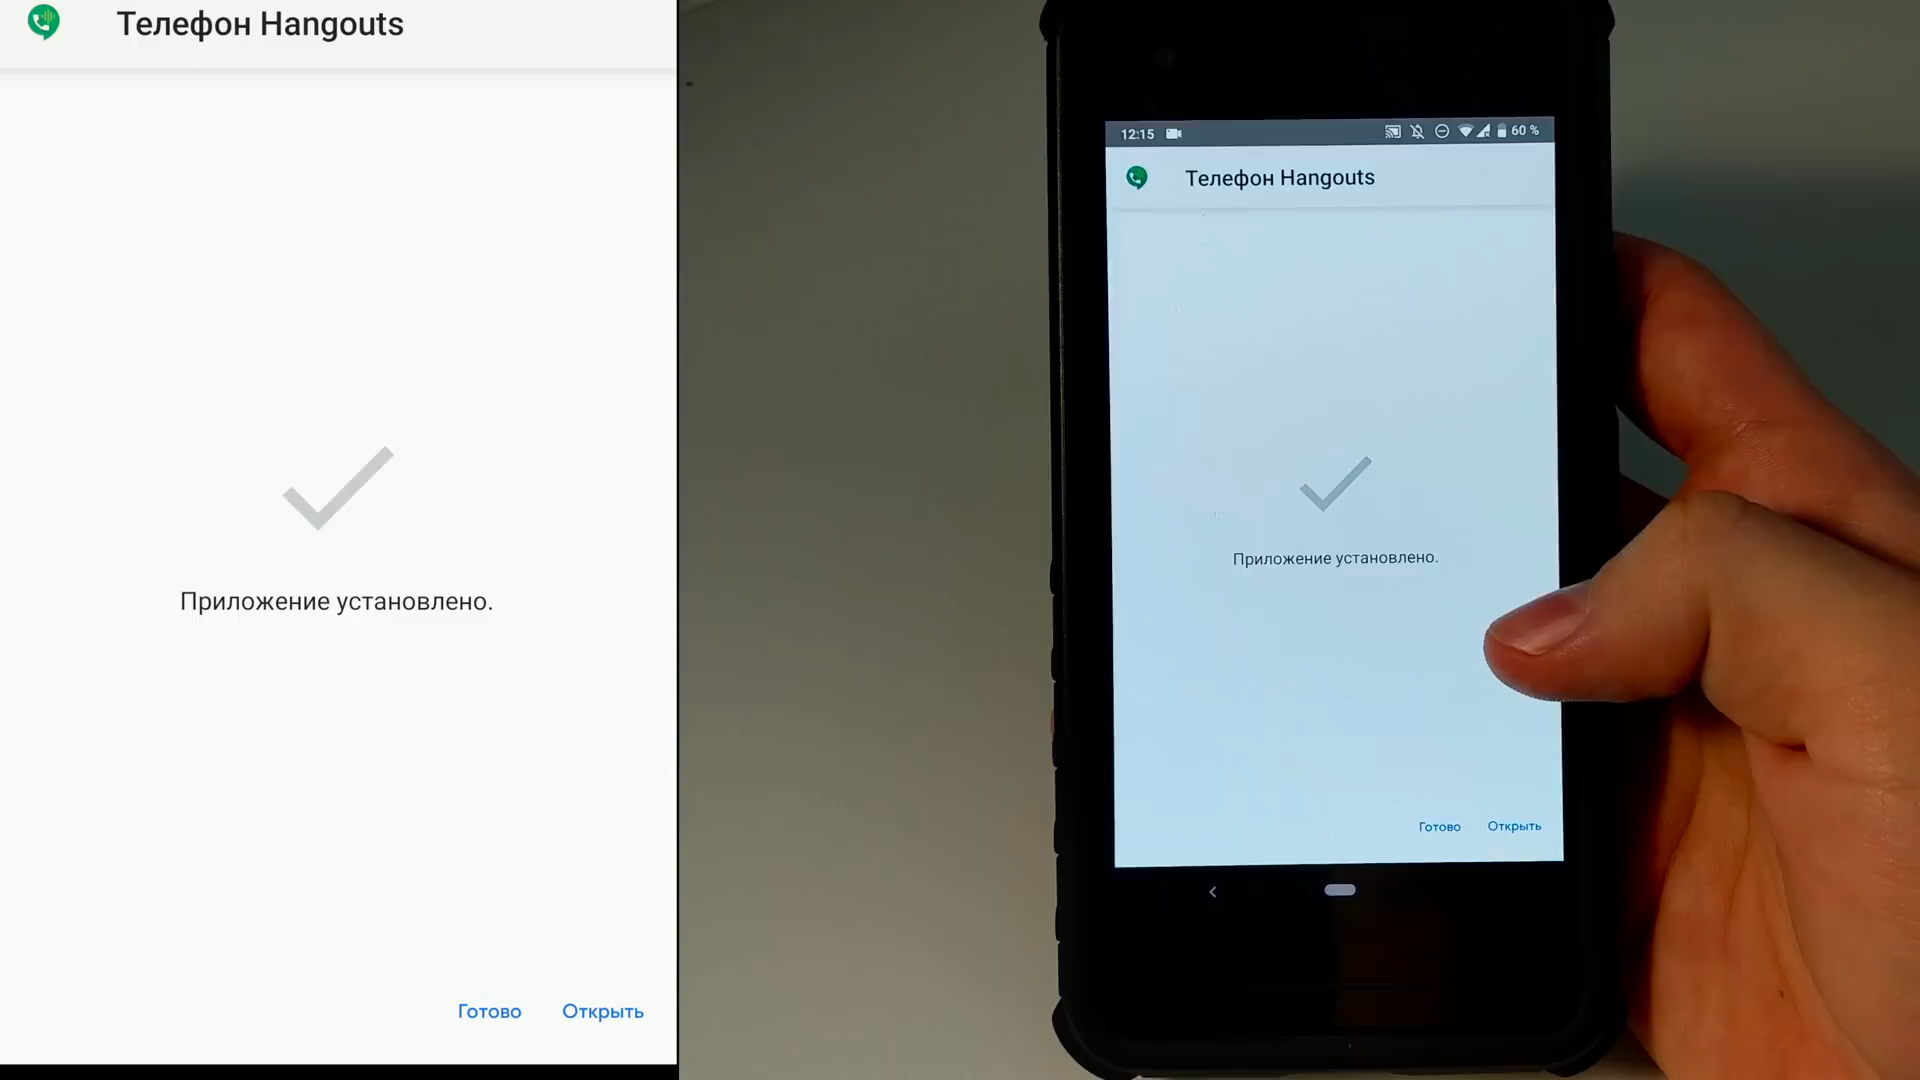 Телефон Hangouts
Приложение установлено.
Готово Открыть
12:15 60 %
Телефон Hangouts
Приложение установлено.
Готово Открыть